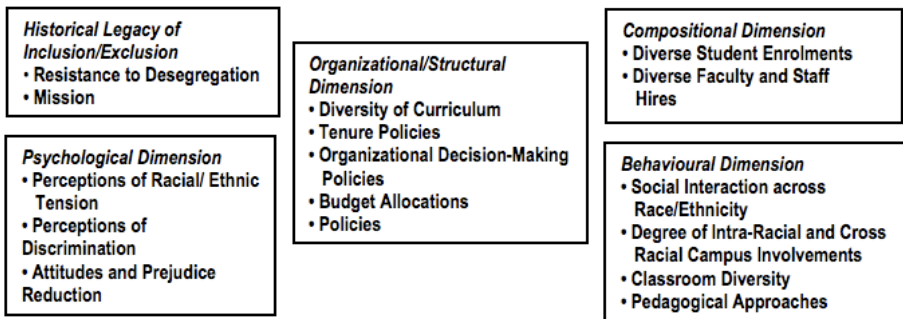 Historical Legacy of
Inclusion/Exclusion
• Resistance to Desegregation
• Mission
Psychological Dimension
• Perceptions of Racial/ Ethnic
Tension
• Perceptions of
Discrimination
• Attitudes and Prejudice
Reduction
Organizational/Structural
Dimension
• Diversity of Curriculum
• Tenure Policies
• Organizational Decision-Making
Policies
• Budget Allocations
• Policies
Compositional Dimension
• Diverse Student Enrolments
• Diverse Faculty and Staff
Hires
Behavioural Dimension
• Social Interaction across
Race/Ethnicity
• Degree of Intra-Racial and Cross
Racial Campus Involvements
• Classroom Diversity
• Pedagogical Approaches